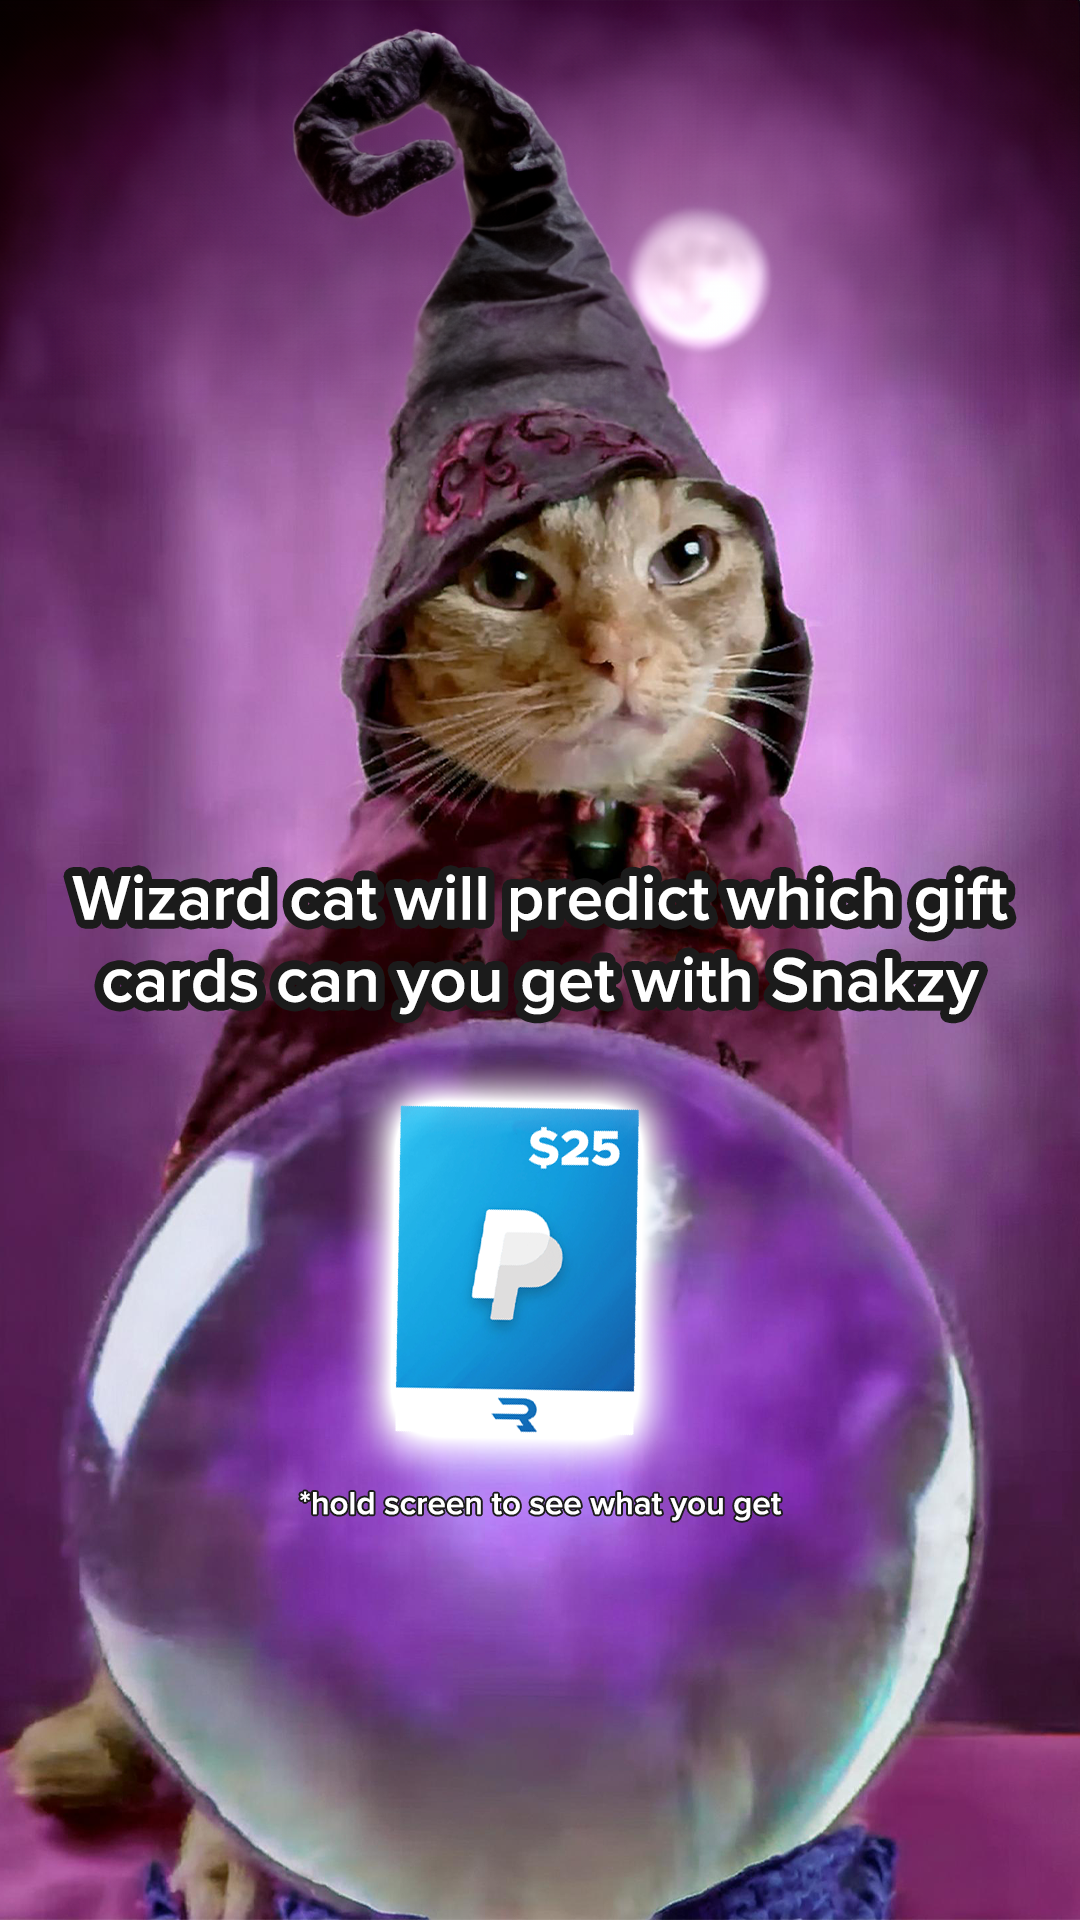 Wizard cat will predict which gift
cards can you get with Snakzy
$25
*hold screen to see what you get